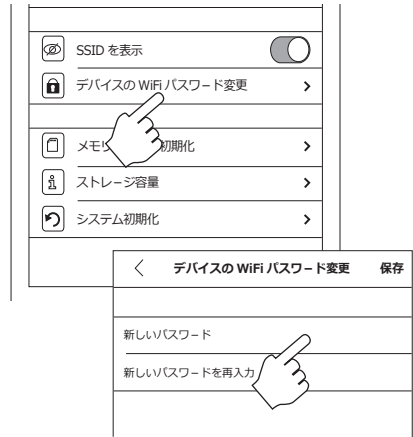 SSID を表示
デバイスの WiFi パスワード変更
メモリ 初期化
ストレージ容量
システム初期化
デバイスの WiFi パスワード変更 保存
新しいパスワード
新しいパスワードを再入力